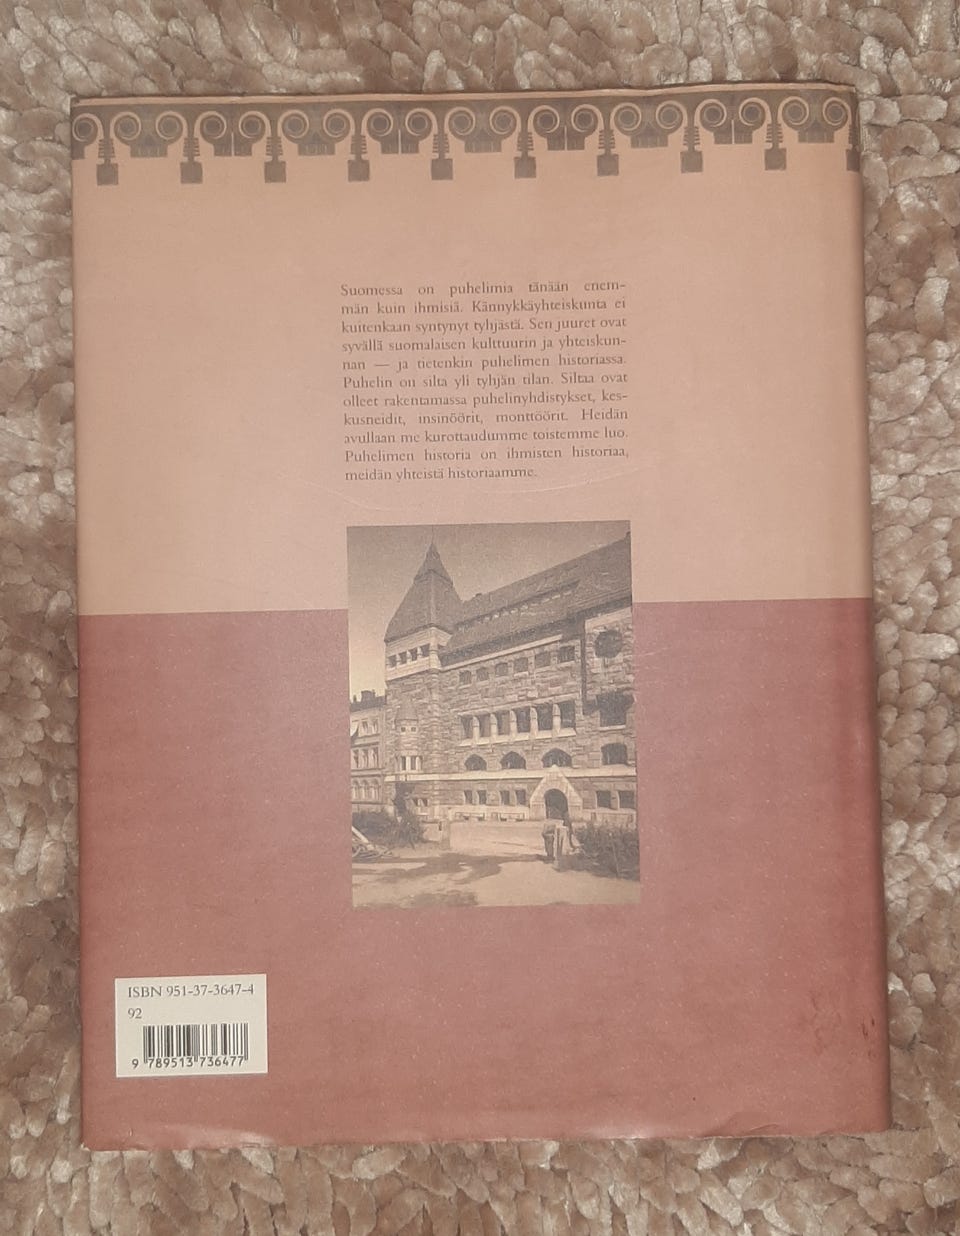 Suomessa on puhelimia tänään enem-
män kuin ihmisiä. Kännykkäyhteiskunta ei
kuitenkaan syntynyt tyhjästä. Sen juuret ovat
syvällä suomalaisen kulttuurin ja yhteiskun-
nan — ja tietenkin puhelimen historiassa.
Puhelin on silta yli tyhjän tilan. Siltaa ovat
olleet rakentamassa puhelinyhdistykset, kes-
kusneidit, insinöörit, monttöörit. Heidän
avullaan me kurottaudumme toistemme luo.
Puhelimen historia on ihmisten historiaa,
meidän yhteistä historiaamme.
ISBN 951-37-3647-4
92
9 789513 736477